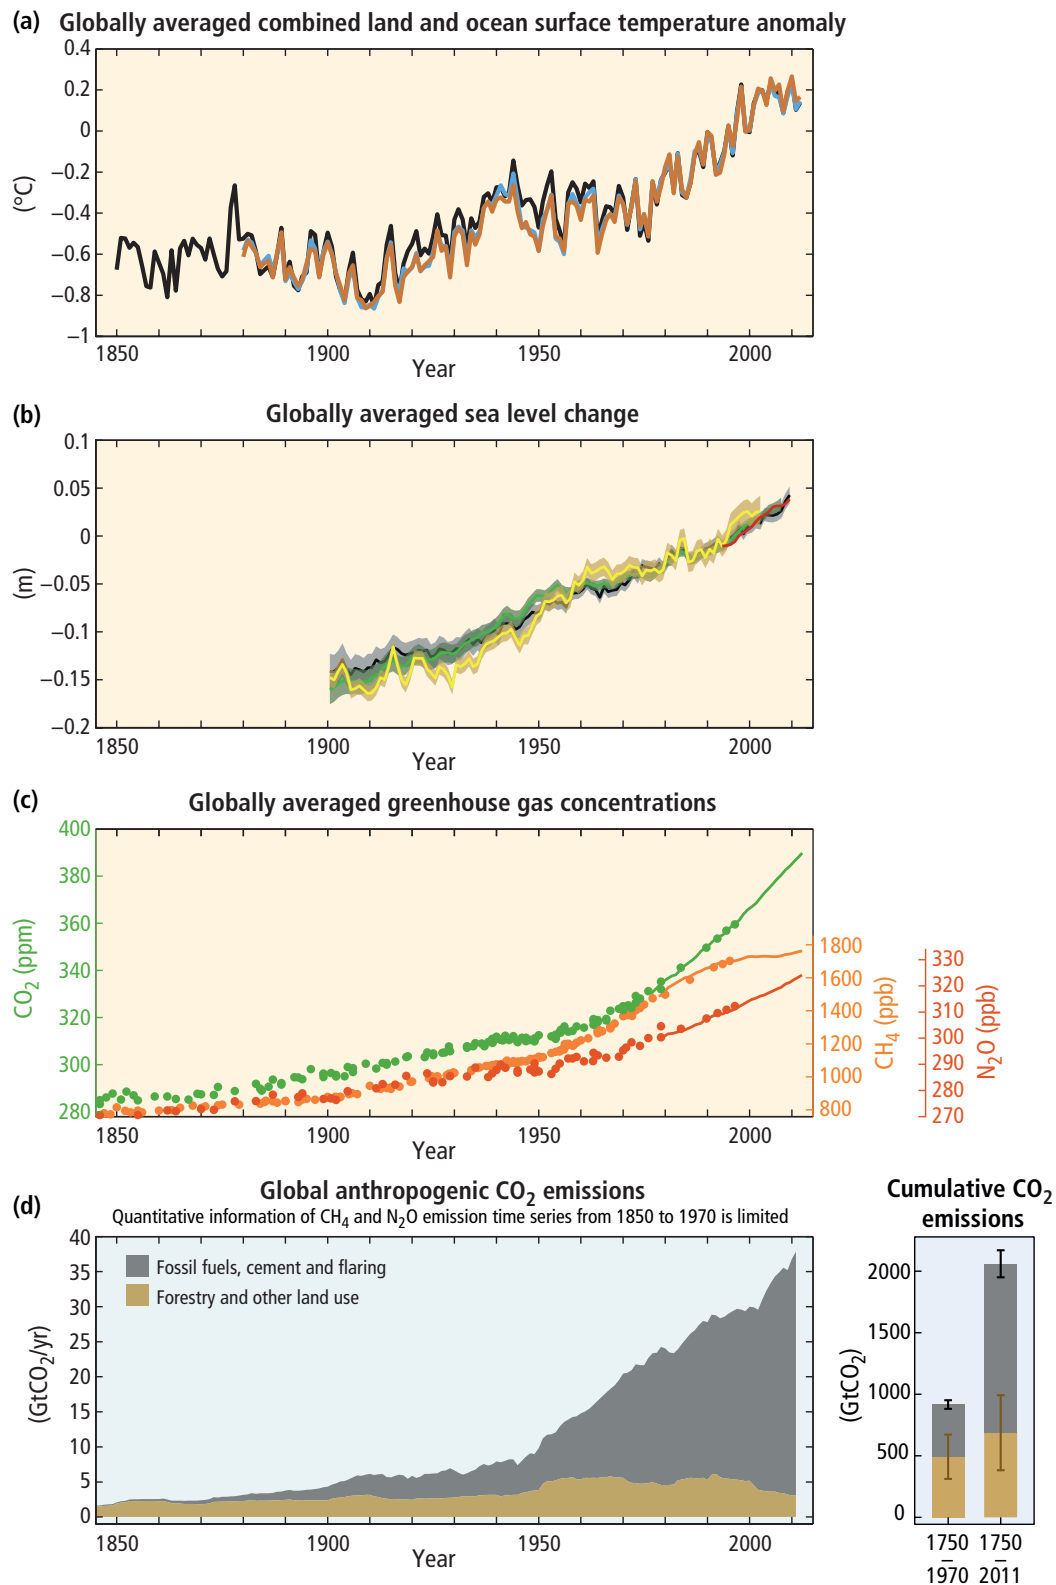 (a) Globally averaged combined land and ocean surface temperature anomaly
0.4
0.2
0
−0.2
−0.4
−0.6
−0.8
−1
(°C)
1850 1900 1950 2000
Year
(b) Globally averaged sea level change
0.1
0.05
0
−0.05
−0.1
−0.15
−0.2
(m)
1850 1900 1950 2000
Year
(c) Globally averaged greenhouse gas concentrations
400
380
360
340
320
300
280
CO2 (ppm)
1800
1600
1400
1200
1000
800
CH4 (ppb)
330
320
310
300
290
280
270
N2O (ppb)
1850 1900 1950 2000
Year
(d) Global anthropogenic CO2 emissions
Quantitative information of CH4 and N2O emission time series from 1850 to 1970 is limited
40
35
30
25
20
15
10
5
0
(GtCO2/yr)
Fossil fuels, cement and flaring
Forestry and other land use
1850 1900 1950 2000
Year
Cumulative CO2
emissions
2000
1500
1000
500
0
(GtCO2)
1750 1750
– –
1970 2011